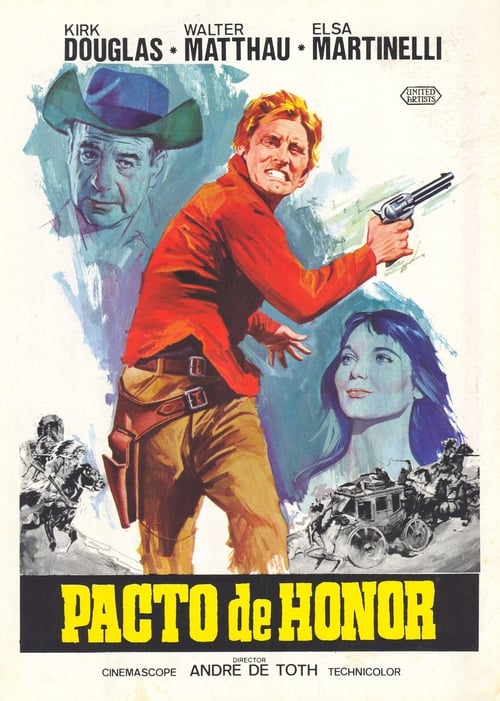 KIRK DOUGLAS * WALTER MATTHAU * ELSA MARTINELLI
UNITED ARTISTS
PACTO de HONOR
CINEMASCOPE DIRECTOR ANDRE DE TOTH TECHNICOLOR